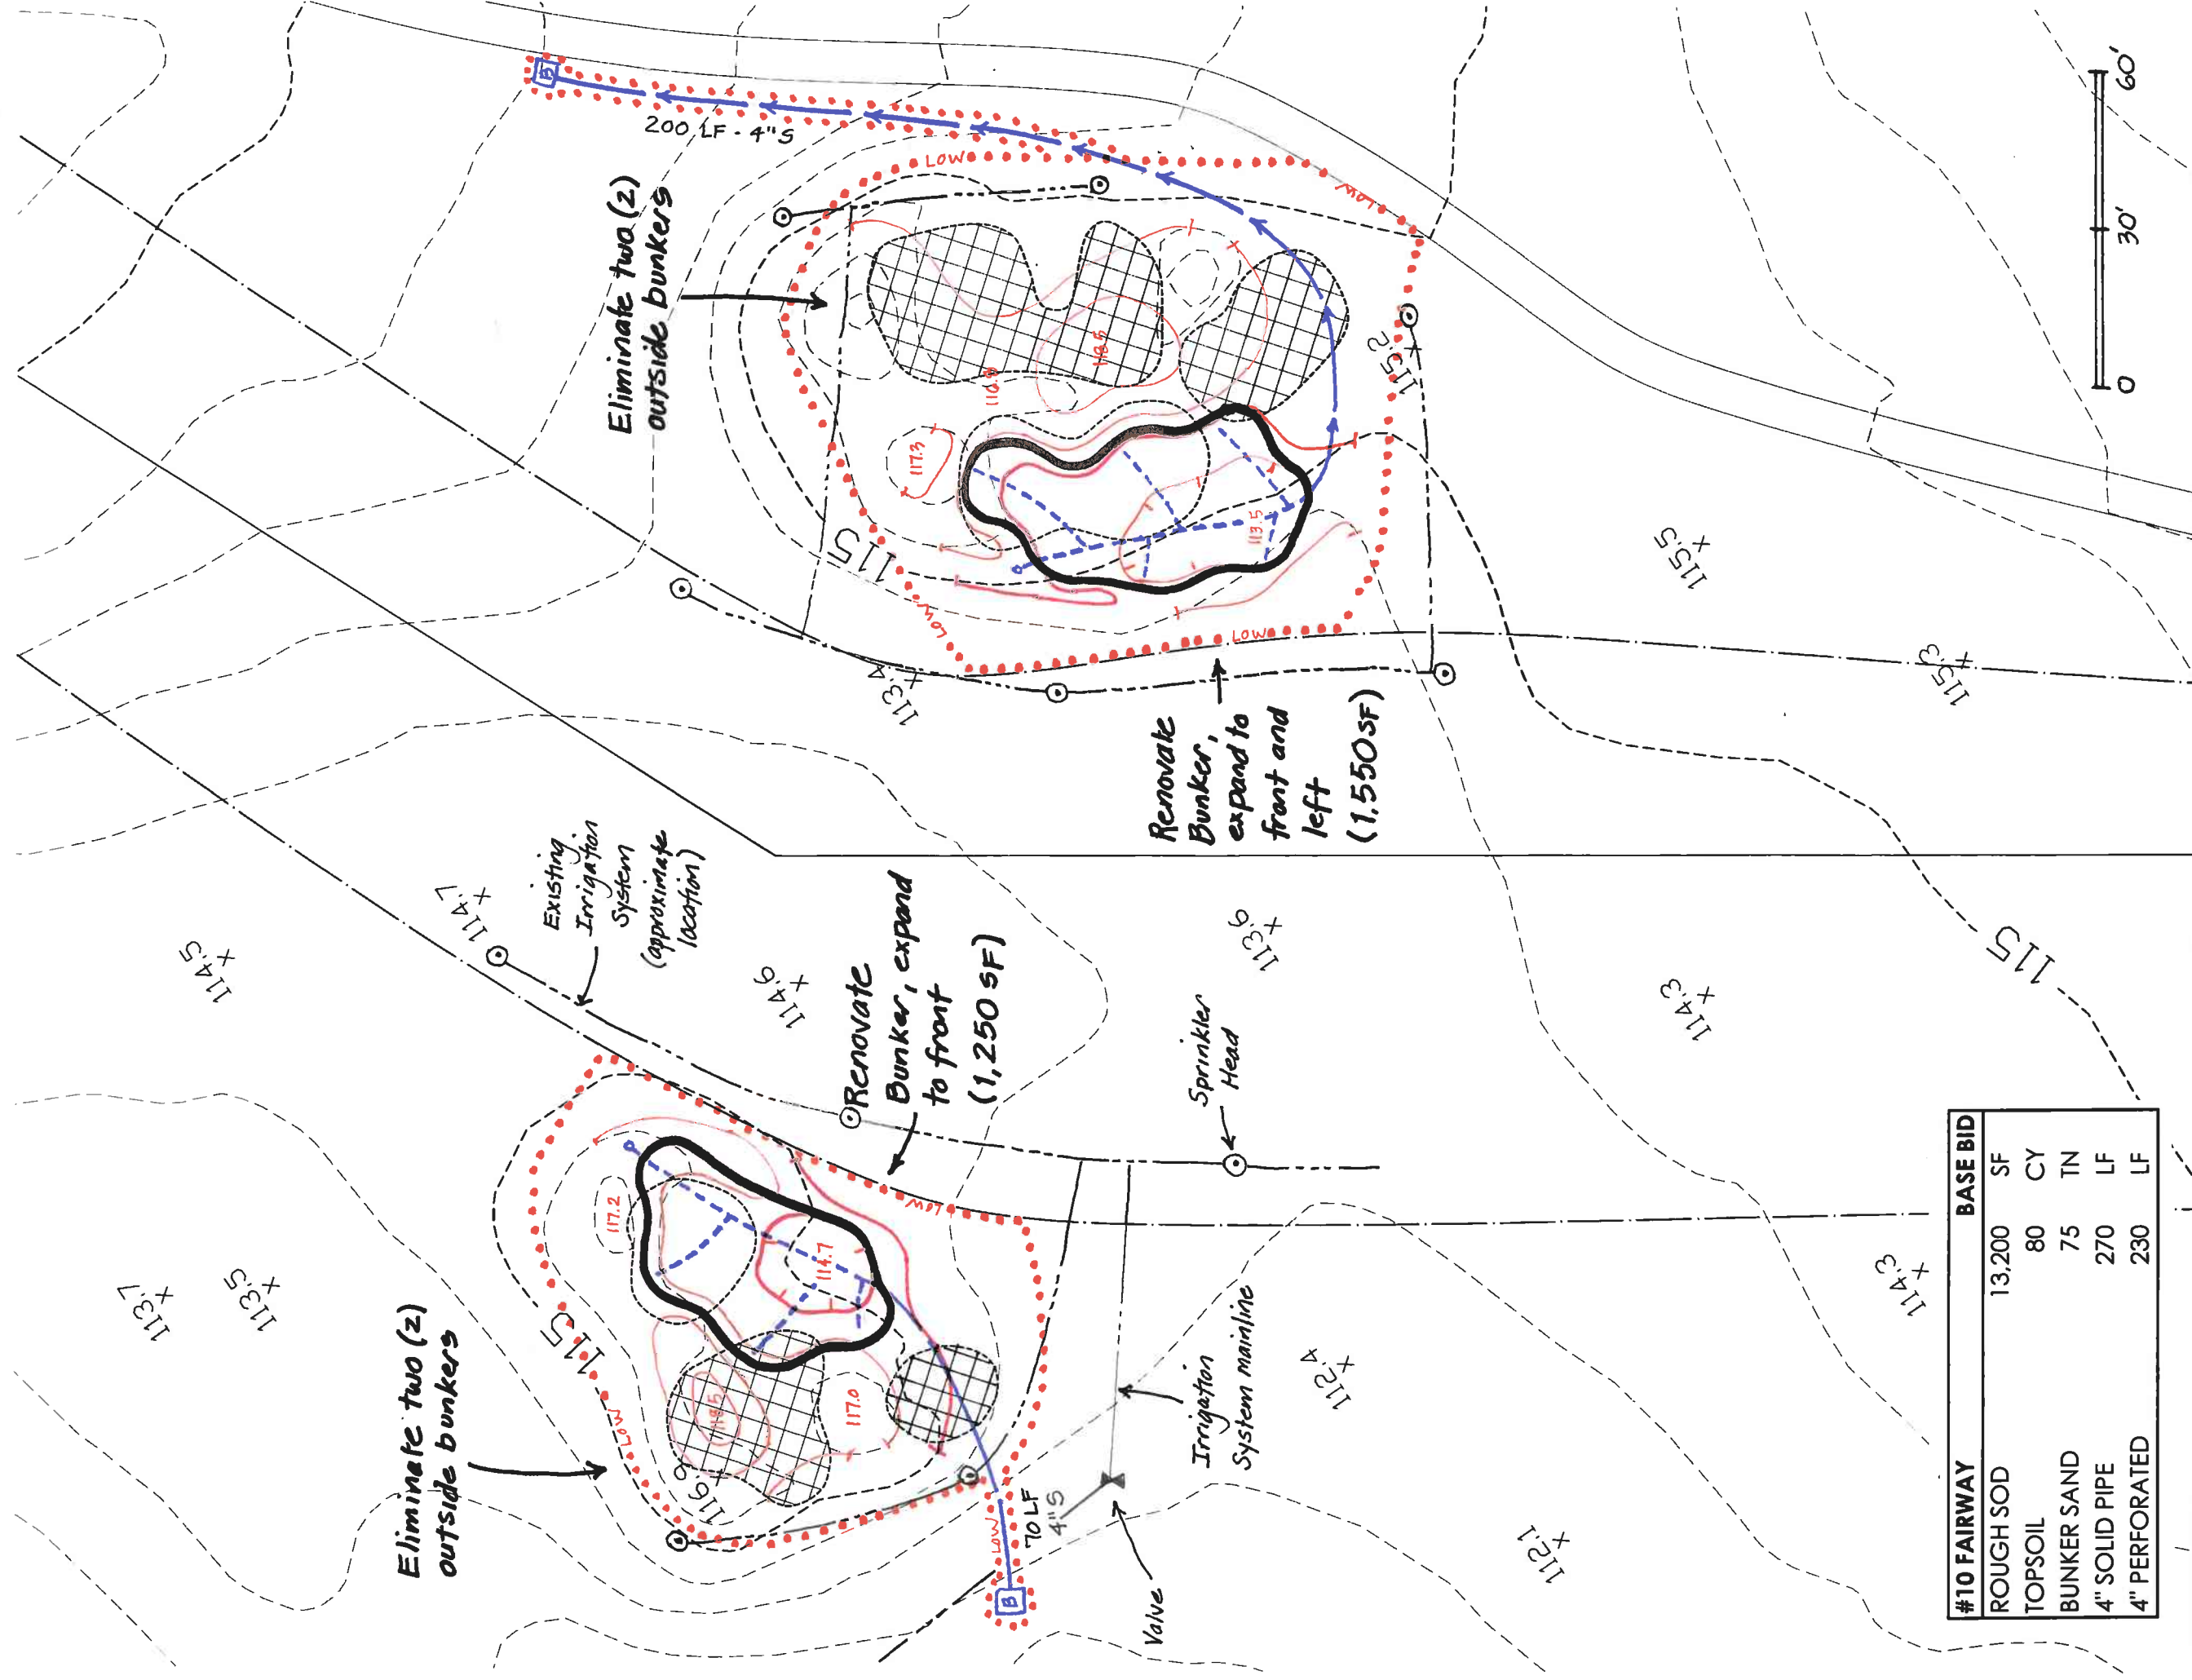 B
200 LF - 4" S
LOW
LOW
Eliminate two (2)
outside bunkers
118.5
117.3
115.2
113.5
115
LOW
LOW
113.4
Renovate
Bunker,
expand to
front and
left
(1,550 SF)
115.5
115.3
0
30'
60'
114.7
Existing
Irrigation
System
(approximate
location)
114.5
114.6
113.6
114.3
115
Renovate
Bunker, expand
to front
(1,250 SF)
Sprinkler
Head
117.2
114.7
LOW
113.7
113.5
115
Eliminate two (2)
outside bunkers
LOW
118.5
117.0
116.8
Irrigation
System mainline
112.4
114.3
LOW
70 LF
4" S
B
Valve
112.1
#10 FAIRWAY BASE BID
ROUGH SOD 13,200 SF
TOPSOIL 80 CY
BUNKER SAND 75 TN
4" SOLID PIPE 270 LF
4" PERFORATED 230 LF